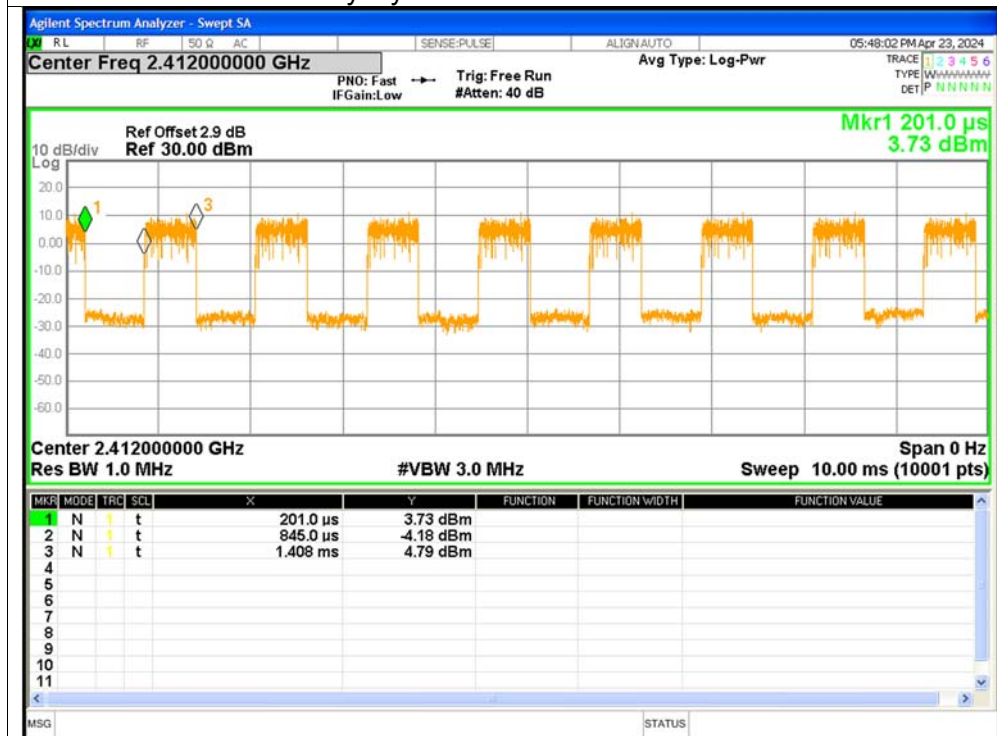 Agilent Spectrum Analyzer - Swept SA
LXI RL RF 50 Ω AC SENSE:PULSE ALIGNAUTO 05:48:02 PM Apr 23, 2024
Center Freq 2.412000000 GHz Avg Type: Log-Pwr TRACE 1 2 3 4 5 6
PNO: Fast Trig: Free Run TYPE W
IFGain:Low #Atten: 40 dB DET P N N N N N
Mkr1 201.0 µs
Ref Offset 2.9 dB
10 dB/div Ref 30.00 dBm 3.73 dBm
Log
20.0
10.0 1 3
0.00
-10.0
-20.0
-30.0
-40.0
-50.0
-60.0
Center 2.412000000 GHz Span 0 Hz
Res BW 1.0 MHz #VBW 3.0 MHz Sweep 10.00 ms (10001 pts)
MKR MODE TRC SCL X Y FUNCTION FUNCTION WIDTH FUNCTION VALUE
1 N 1 t 201.0 µs 3.73 dBm
2 N 1 t 845.0 µs -4.18 dBm
3 N 1 t 1.408 ms 4.79 dBm
4
5
6
7
8
9
10
11
MSG STATUS